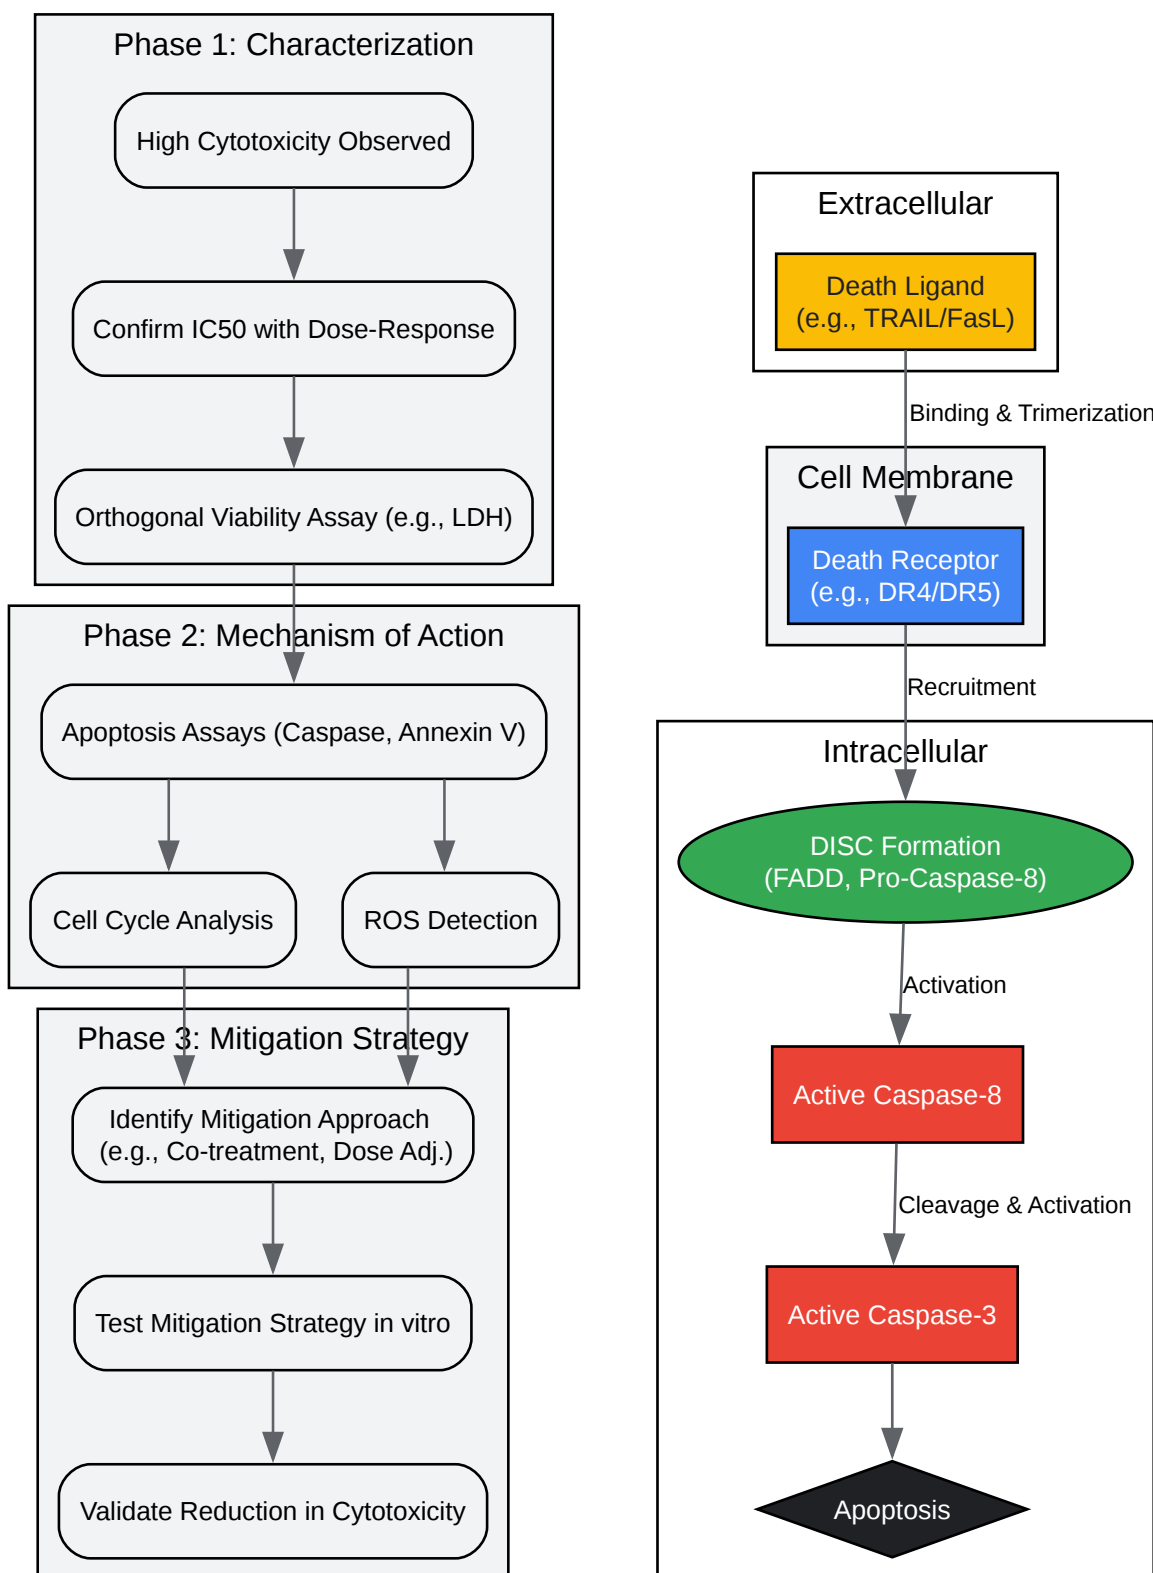 Phase 1: Characterization
High Cytotoxicity Observed
Confirm IC50 with Dose-Response
Orthogonal Viability Assay (e.g., LDH)
Phase 2: Mechanism of Action
Apoptosis Assays (Caspase, Annexin V)
Cell Cycle Analysis
ROS Detection
Phase 3: Mitigation Strategy
Identify Mitigation Approach
(e.g., Co-treatment, Dose Adj.)
Test Mitigation Strategy in vitro
Validate Reduction in Cytotoxicity
Extracellular
Death Ligand
(e.g., TRAIL/FasL)
Binding & Trimerization
Cell Membrane
Death Receptor
(e.g., DR4/DR5)
Recruitment
Intracellular
DISC Formation
(FADD, Pro-Caspase-8)
Activation
Active Caspase-8
Cleavage & Activation
Active Caspase-3
Apoptosis